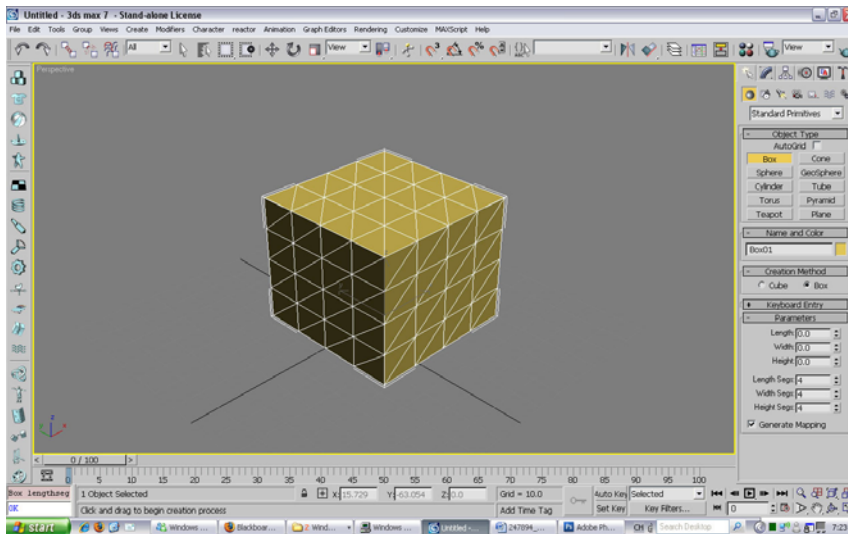 Untitled - 3ds max 7 - Stand-alone License
File Edit Tools Group Views Create Modifiers Character reactor Animation Graph Editors Rendering Customize MAXScript Help
All View View
Perspective
Standard Primitives
- Object Type
AutoGrid
Box Cone
Sphere GeoSphere
Cylinder Tube
Torus Pyramid
Teapot Plane
- Name and Color
Box01
- Creation Method
Cube Box
+ Keyboard Entry
- Parameters
Length: 0.0
Width: 0.0
Height: 0.0
Length Segs: 4
Width Segs: 4
Height Segs: 4
Generate Mapping
z
< 0 / 100 >
5 10 15 20 25 30 35 40 45 50 55 60 65 70 75 80 85 90 95 100
Box lengthseg 1 Object Selected X: 15.729 Y: -63.054 Z: 0.0 Grid = 10.0 Auto Key Selected
OK Click and drag to begin creation process Add Time Tag Set Key Key Filters... 0
start Windows ... Blackboar... 2 Wind... Windows ... Untitled -... 247894_... Adobe Ph... CH Search Desktop 7:23